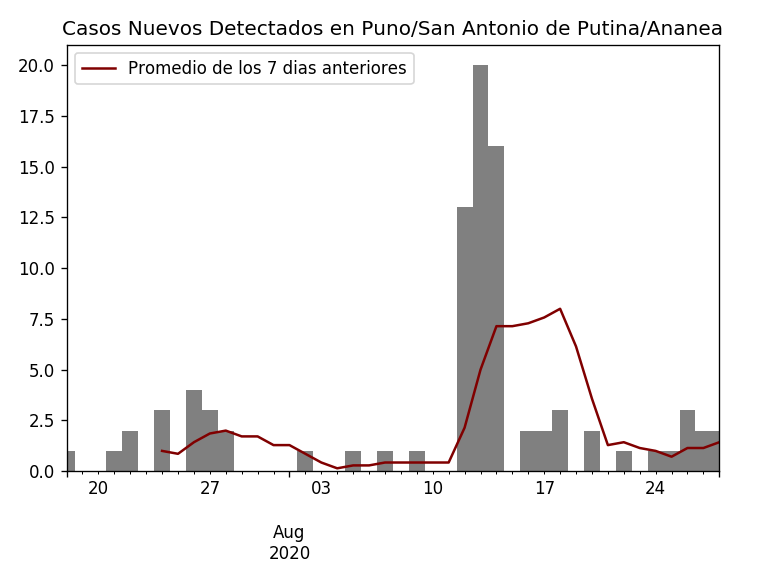 Casos Nuevos Detectados en Puno/San Antonio de Putina/Ananea
Promedio de los 7 dias anteriores
20.0
17.5
15.0
12.5
10.0
7.5
5.0
2.5
0.0
20 27 03 10 17 24
Aug
2020